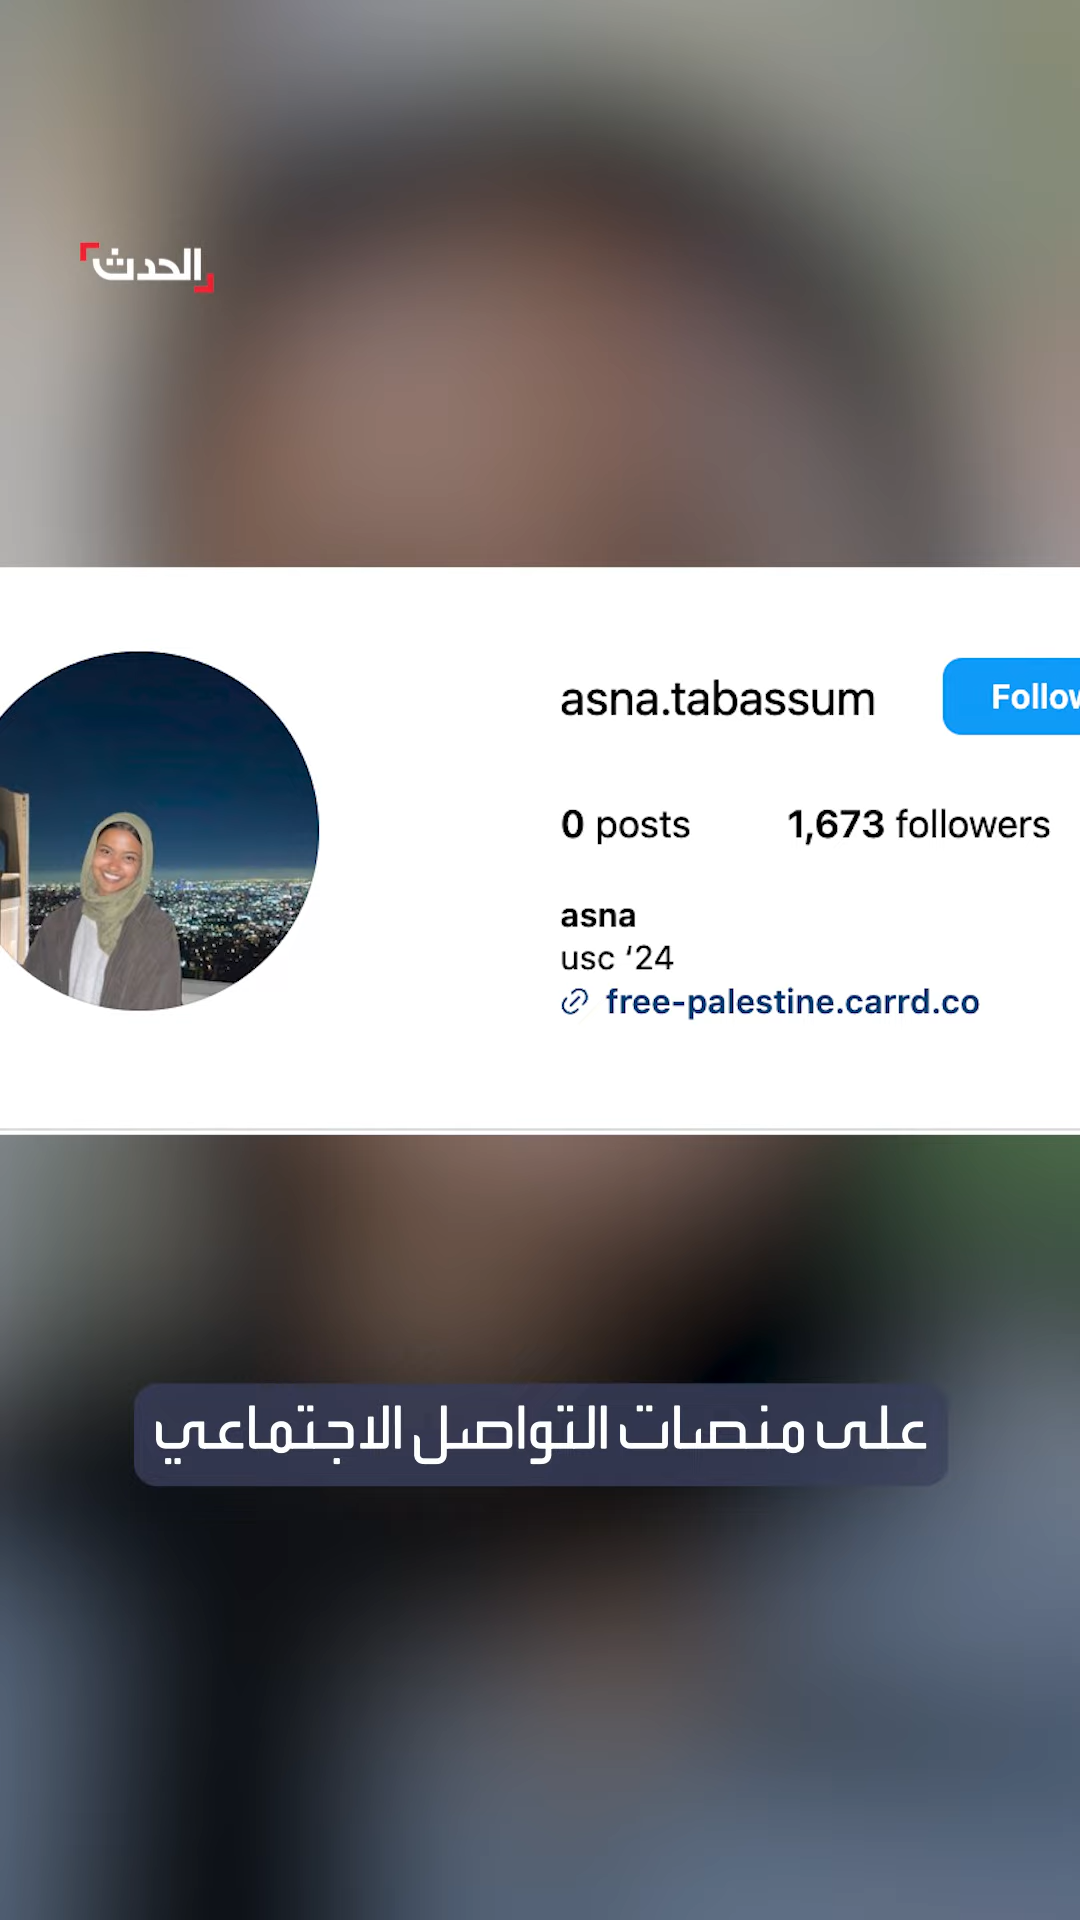 الحدث
asna.tabassum
Follow
0 posts 1,673 followers
asna
usc ‘24
free-palestine.carrd.co
على منصات التواصل الاجتماعي